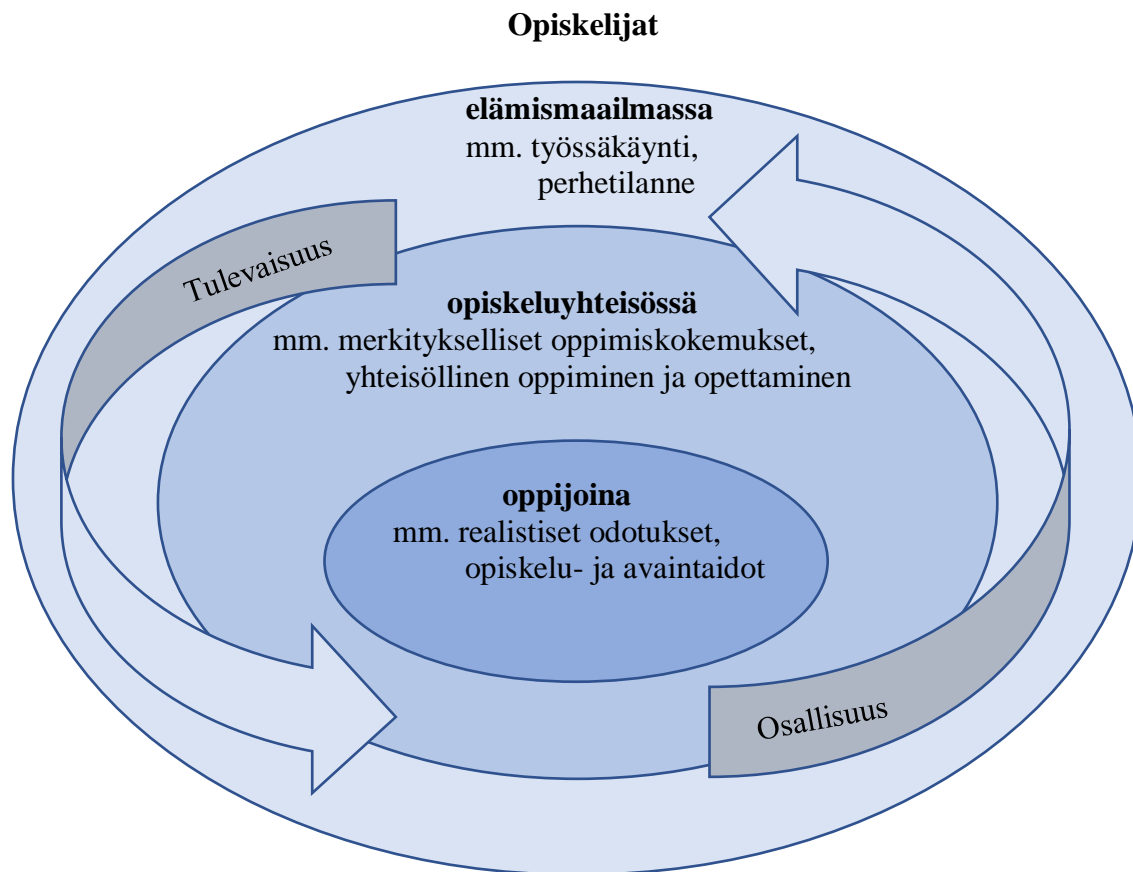 Opiskelijat
elämismaailmassa
mm. työssäkäynti,
perhetilanne
Tulevaisuus
opiskeluyhteisössä
mm. merkitykselliset oppimiskokemukset,
yhteisöllinen oppiminen ja opettaminen
oppijoina
mm. realistiset odotukset,
opiskelu- ja avaintaidot
Osallisuus